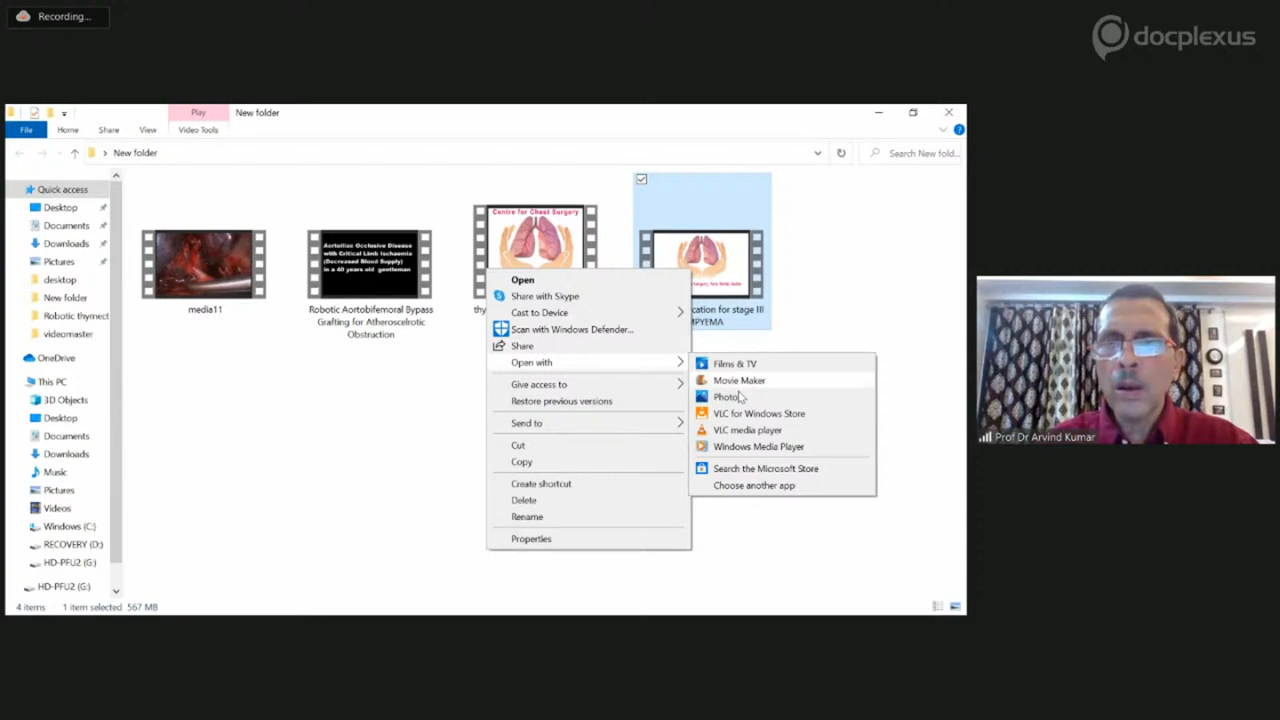 Recording...
docplexus
Play
New folder
File
Home
Share
View
Video Tools
New folder
Search New fold...
Quick access
Desktop
Documents
Downloads
Pictures
desktop
New folder
Robotic thymect
videomaster
OneDrive
This PC
3D Objects
Desktop
Documents
Downloads
Music
Pictures
Videos
Windows (C:)
RECOVERY (D:)
HD-PFU2 (G:)
HD-PFU2 (G:)
media11
Aortoiliac Occlusive Disease
with Critical Limb Ischaemia
(Decreased Blood Supply)
in a 40 years old gentleman
Robotic Aortobifemoral Bypass
Grafting for Atheroscelrotic
Obstruction
Centre for Chest Surgery
thy
ication for stage III
MPYEMA
Open
Share with Skype
Cast to Device
Scan with Windows Defender...
Share
Open with
Give access to
Restore previous versions
Send to
Cut
Copy
Create shortcut
Delete
Rename
Properties
Films & TV
Movie Maker
Photo
VLC for Windows Store
VLC media player
Windows Media Player
Search the Microsoft Store
Choose another app
4 items
1 item selected 567 MB
Prof Dr Arvind Kumar